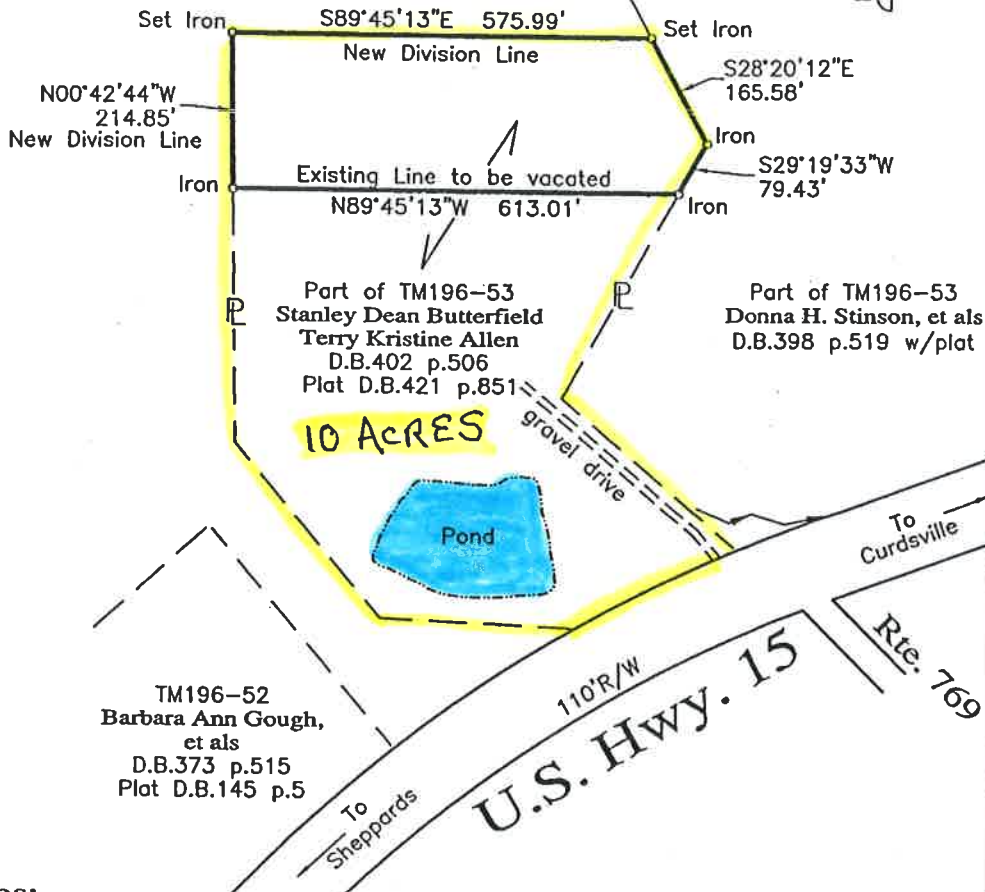 Set Iron
S89°45'13"E 575.99'
New Division Line
Set Iron
N00°42'44"W
214.85'
New Division Line
S28°20'12"E
165.58'
Iron
S29°19'33"W
79.43'
Iron
Existing Line to be vacated
N89°45'13"W 613.01'
Iron
Part of TM196-53
Stanley Dean Butterfield
Terry Kristine Allen
D.B.402 p.506
Plat D.B.421 p.851
PL
PL
Part of TM196-53
Donna H. Stinson, et als
D.B.398 p.519 w/plat
10 ACRES
gravel drive
Pond
To
Curdsville
TM196-52
Barbara Ann Gough,
et als
D.B.373 p.515
Plat D.B.145 p.5
110'R/W
U.S. Hwy. 15
Rte. 769
To
Sheppards